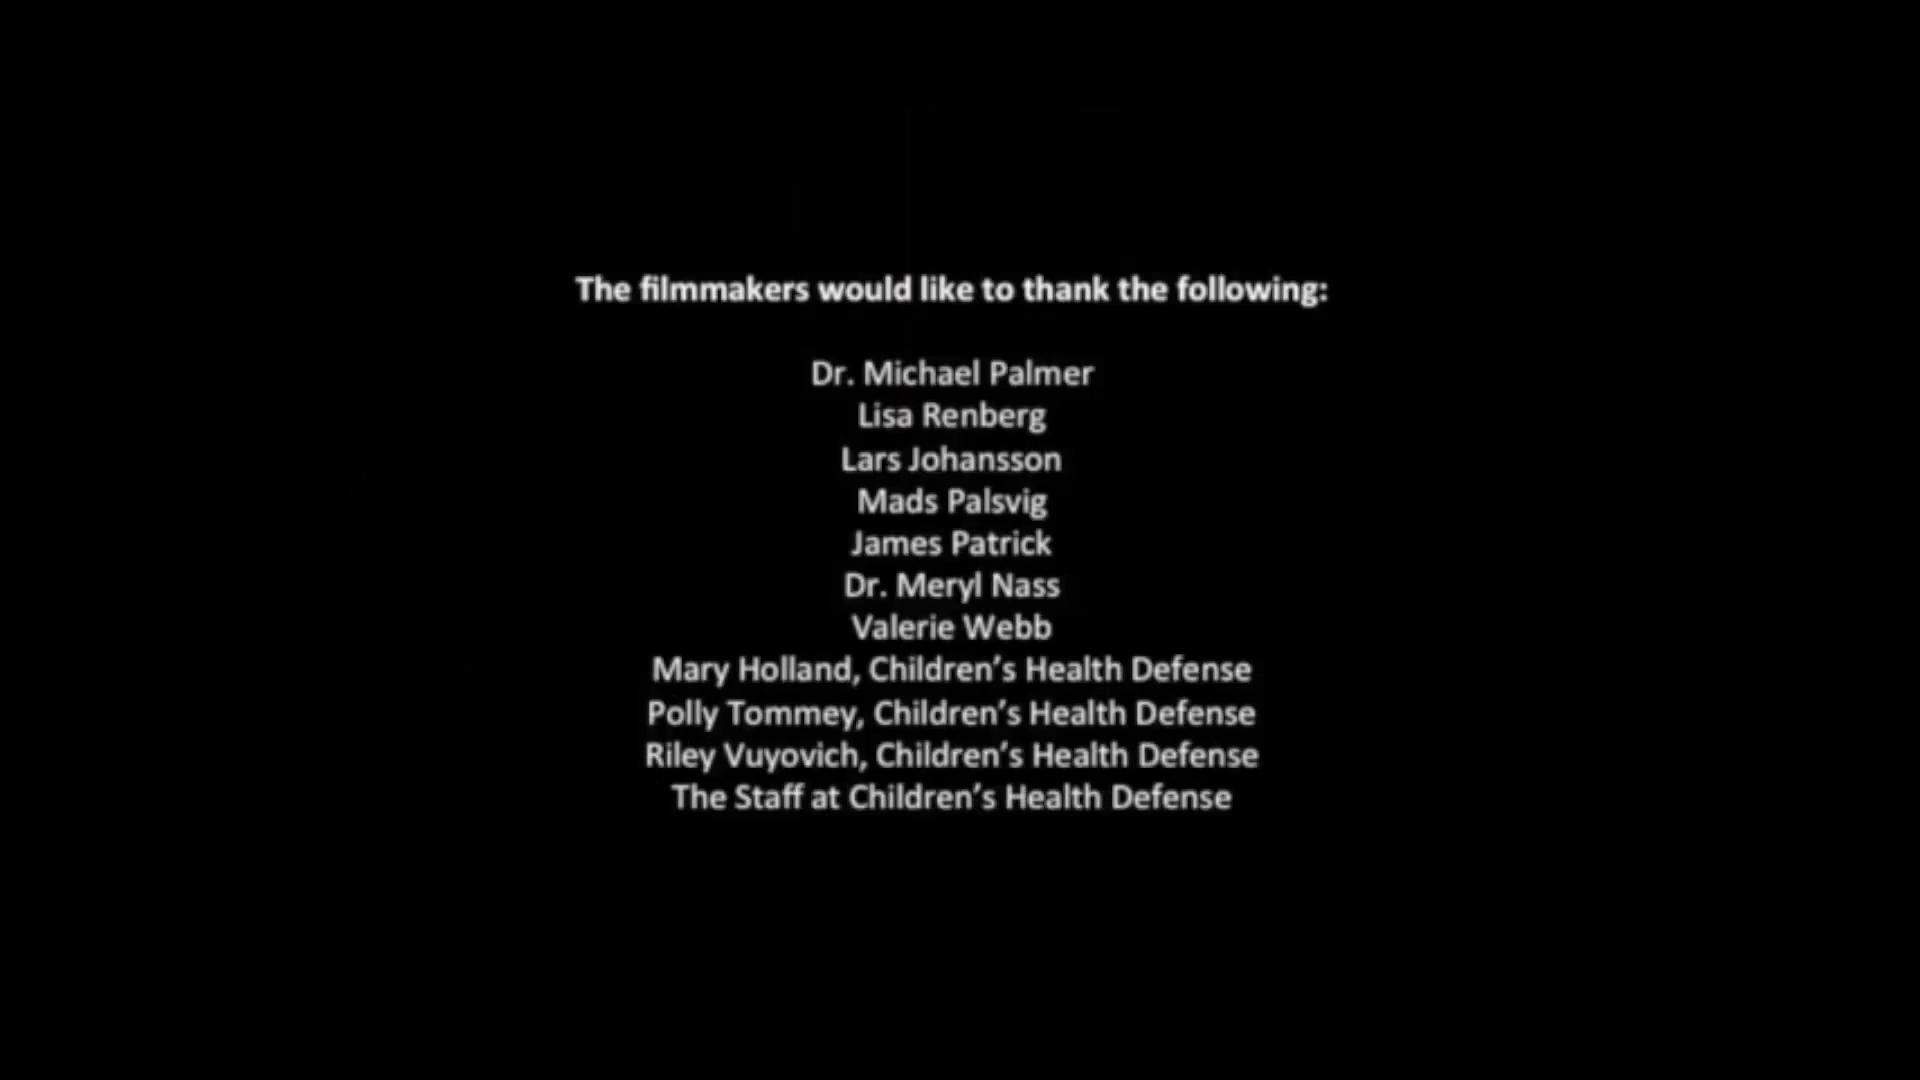 The filmmakers would like to thank the following:
Dr. Michael Palmer
Lisa Renberg
Lars Johansson
Mads Palsvig
James Patrick
Dr. Meryl Nass
Valerie Webb
Mary Holland, Children’s Health Defense
Polly Tommey, Children’s Health Defense
Riley Vuyovich, Children’s Health Defense
The Staff at Children’s Health Defense